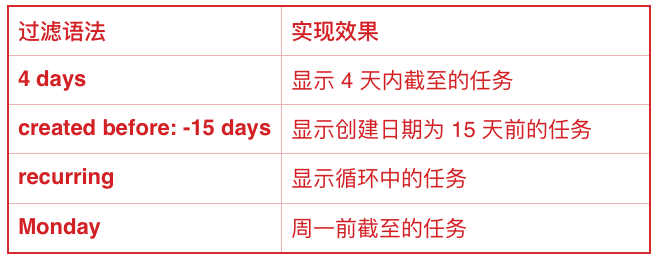 过滤语法 实现效果
4 days 显示 4 天内截至的任务
created before: -15 days 显示创建日期为 15 天前的任务
recurring 显示循环中的任务
Monday 周一前截至的任务